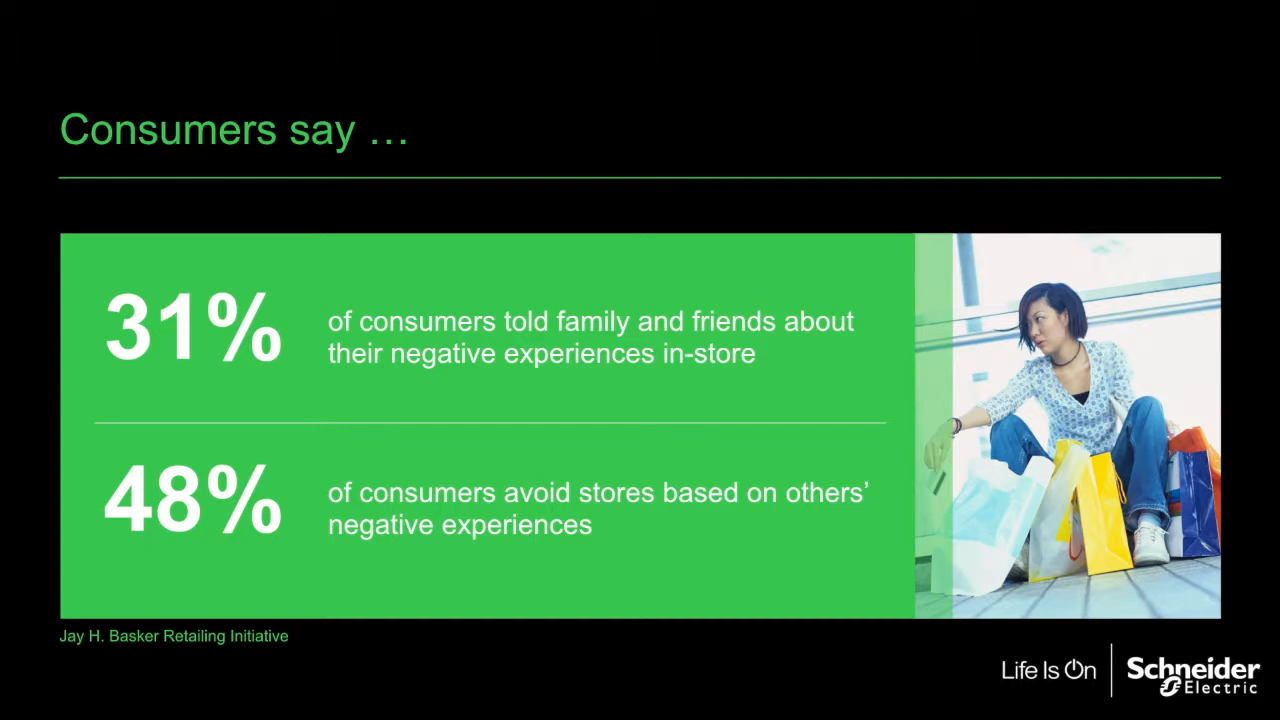 Consumers say …
31%
of consumers told family and friends about
their negative experiences in-store
48%
of consumers avoid stores based on others’
negative experiences
Jay H. Basker Retailing Initiative
Life Is On
Schneider
Electric